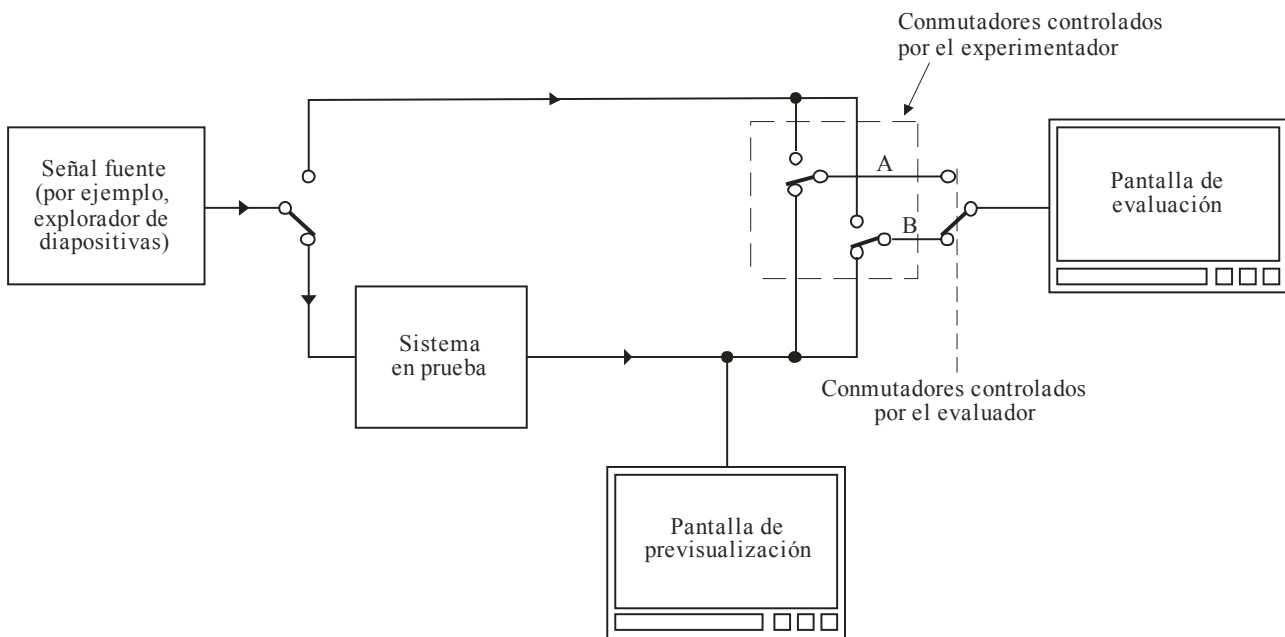 Conmutadores controlados
por el experimentador
Señal fuente
(por ejemplo,
explorador de
diapositivas)
A
B
Pantalla de
evaluación
Sistema
en prueba
Conmutadores controlados
por el evaluador
Pantalla de
previsualización